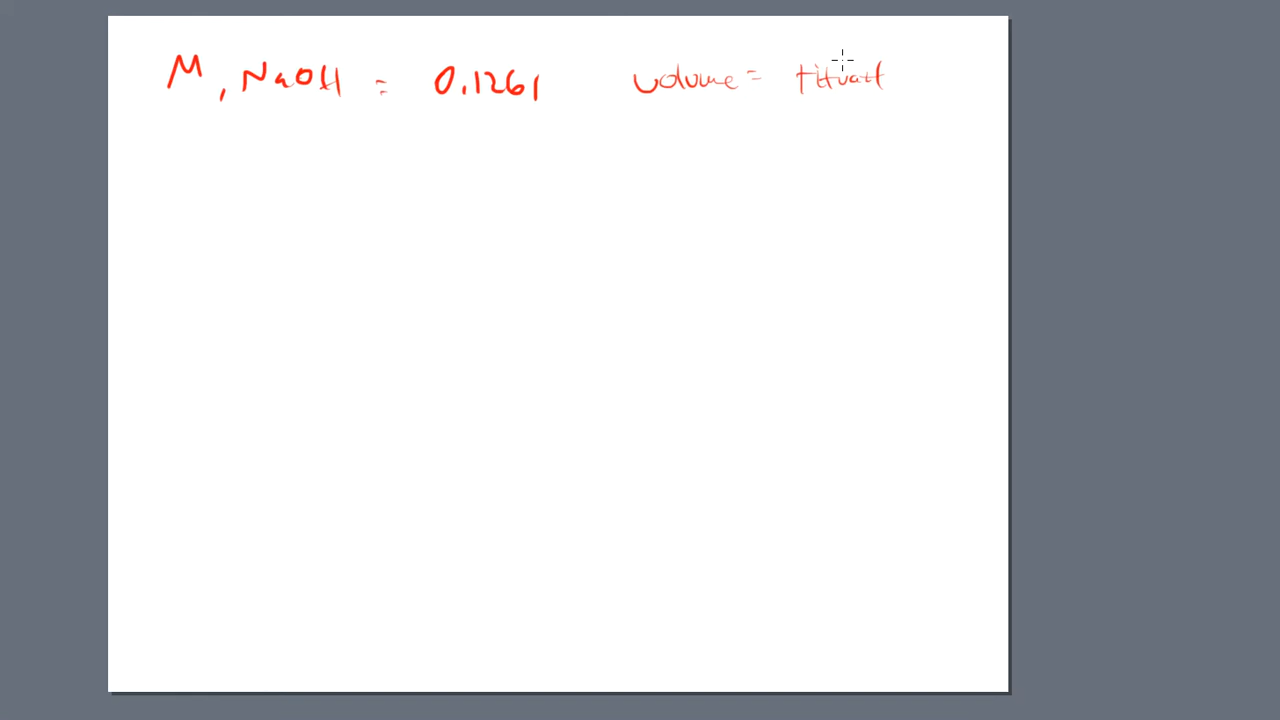 M, NaOH = 0.1261 volume = titrant